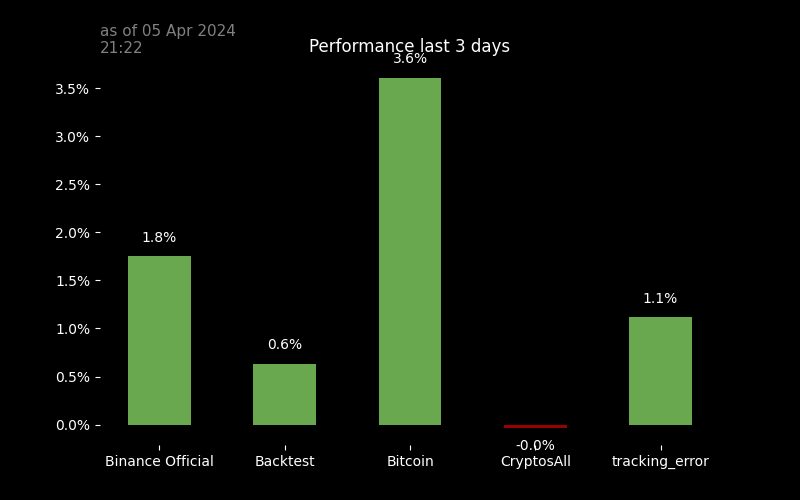 as of 05 Apr 2024
21:22
Performance last 3 days
3.6%
3.5%
3.0%
2.5%
2.0%
1.5%
1.0%
0.5%
0.0%
1.8%
0.6%
-0.0%
1.1%
Binance Official
Backtest
Bitcoin
CryptosAll
tracking_error